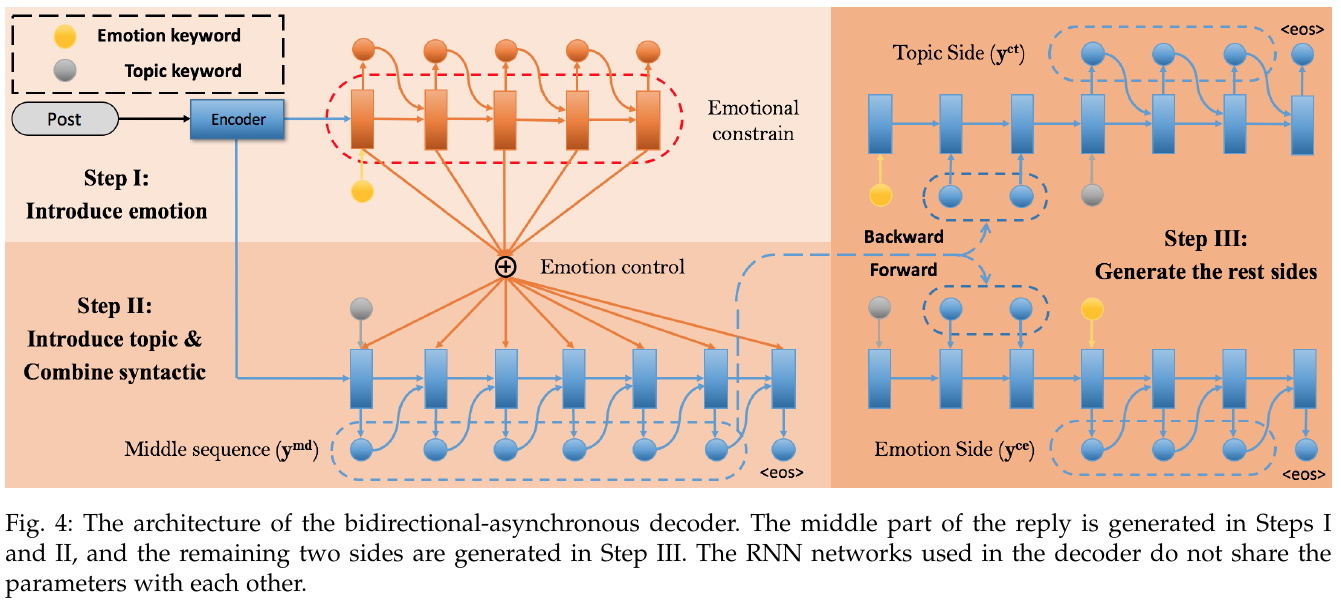 Emotion keyword
Topic keyword
Post
Encoder
Emotional
constrain
Step I:
Introduce emotion
Emotion control
Step II:
Introduce topic &
Combine syntactic
Middle sequence (y^md)
<eos>
Topic Side (y^ct)
<eos>
Backward
Forward
Step III:
Generate the rest sides
Emotion Side (y^ce)
<eos>
Fig. 4: The architecture of the bidirectional-asynchronous decoder. The middle part of the reply is generated in Steps I
and II, and the remaining two sides are generated in Step III. The RNN networks used in the decoder do not share the
parameters with each other.